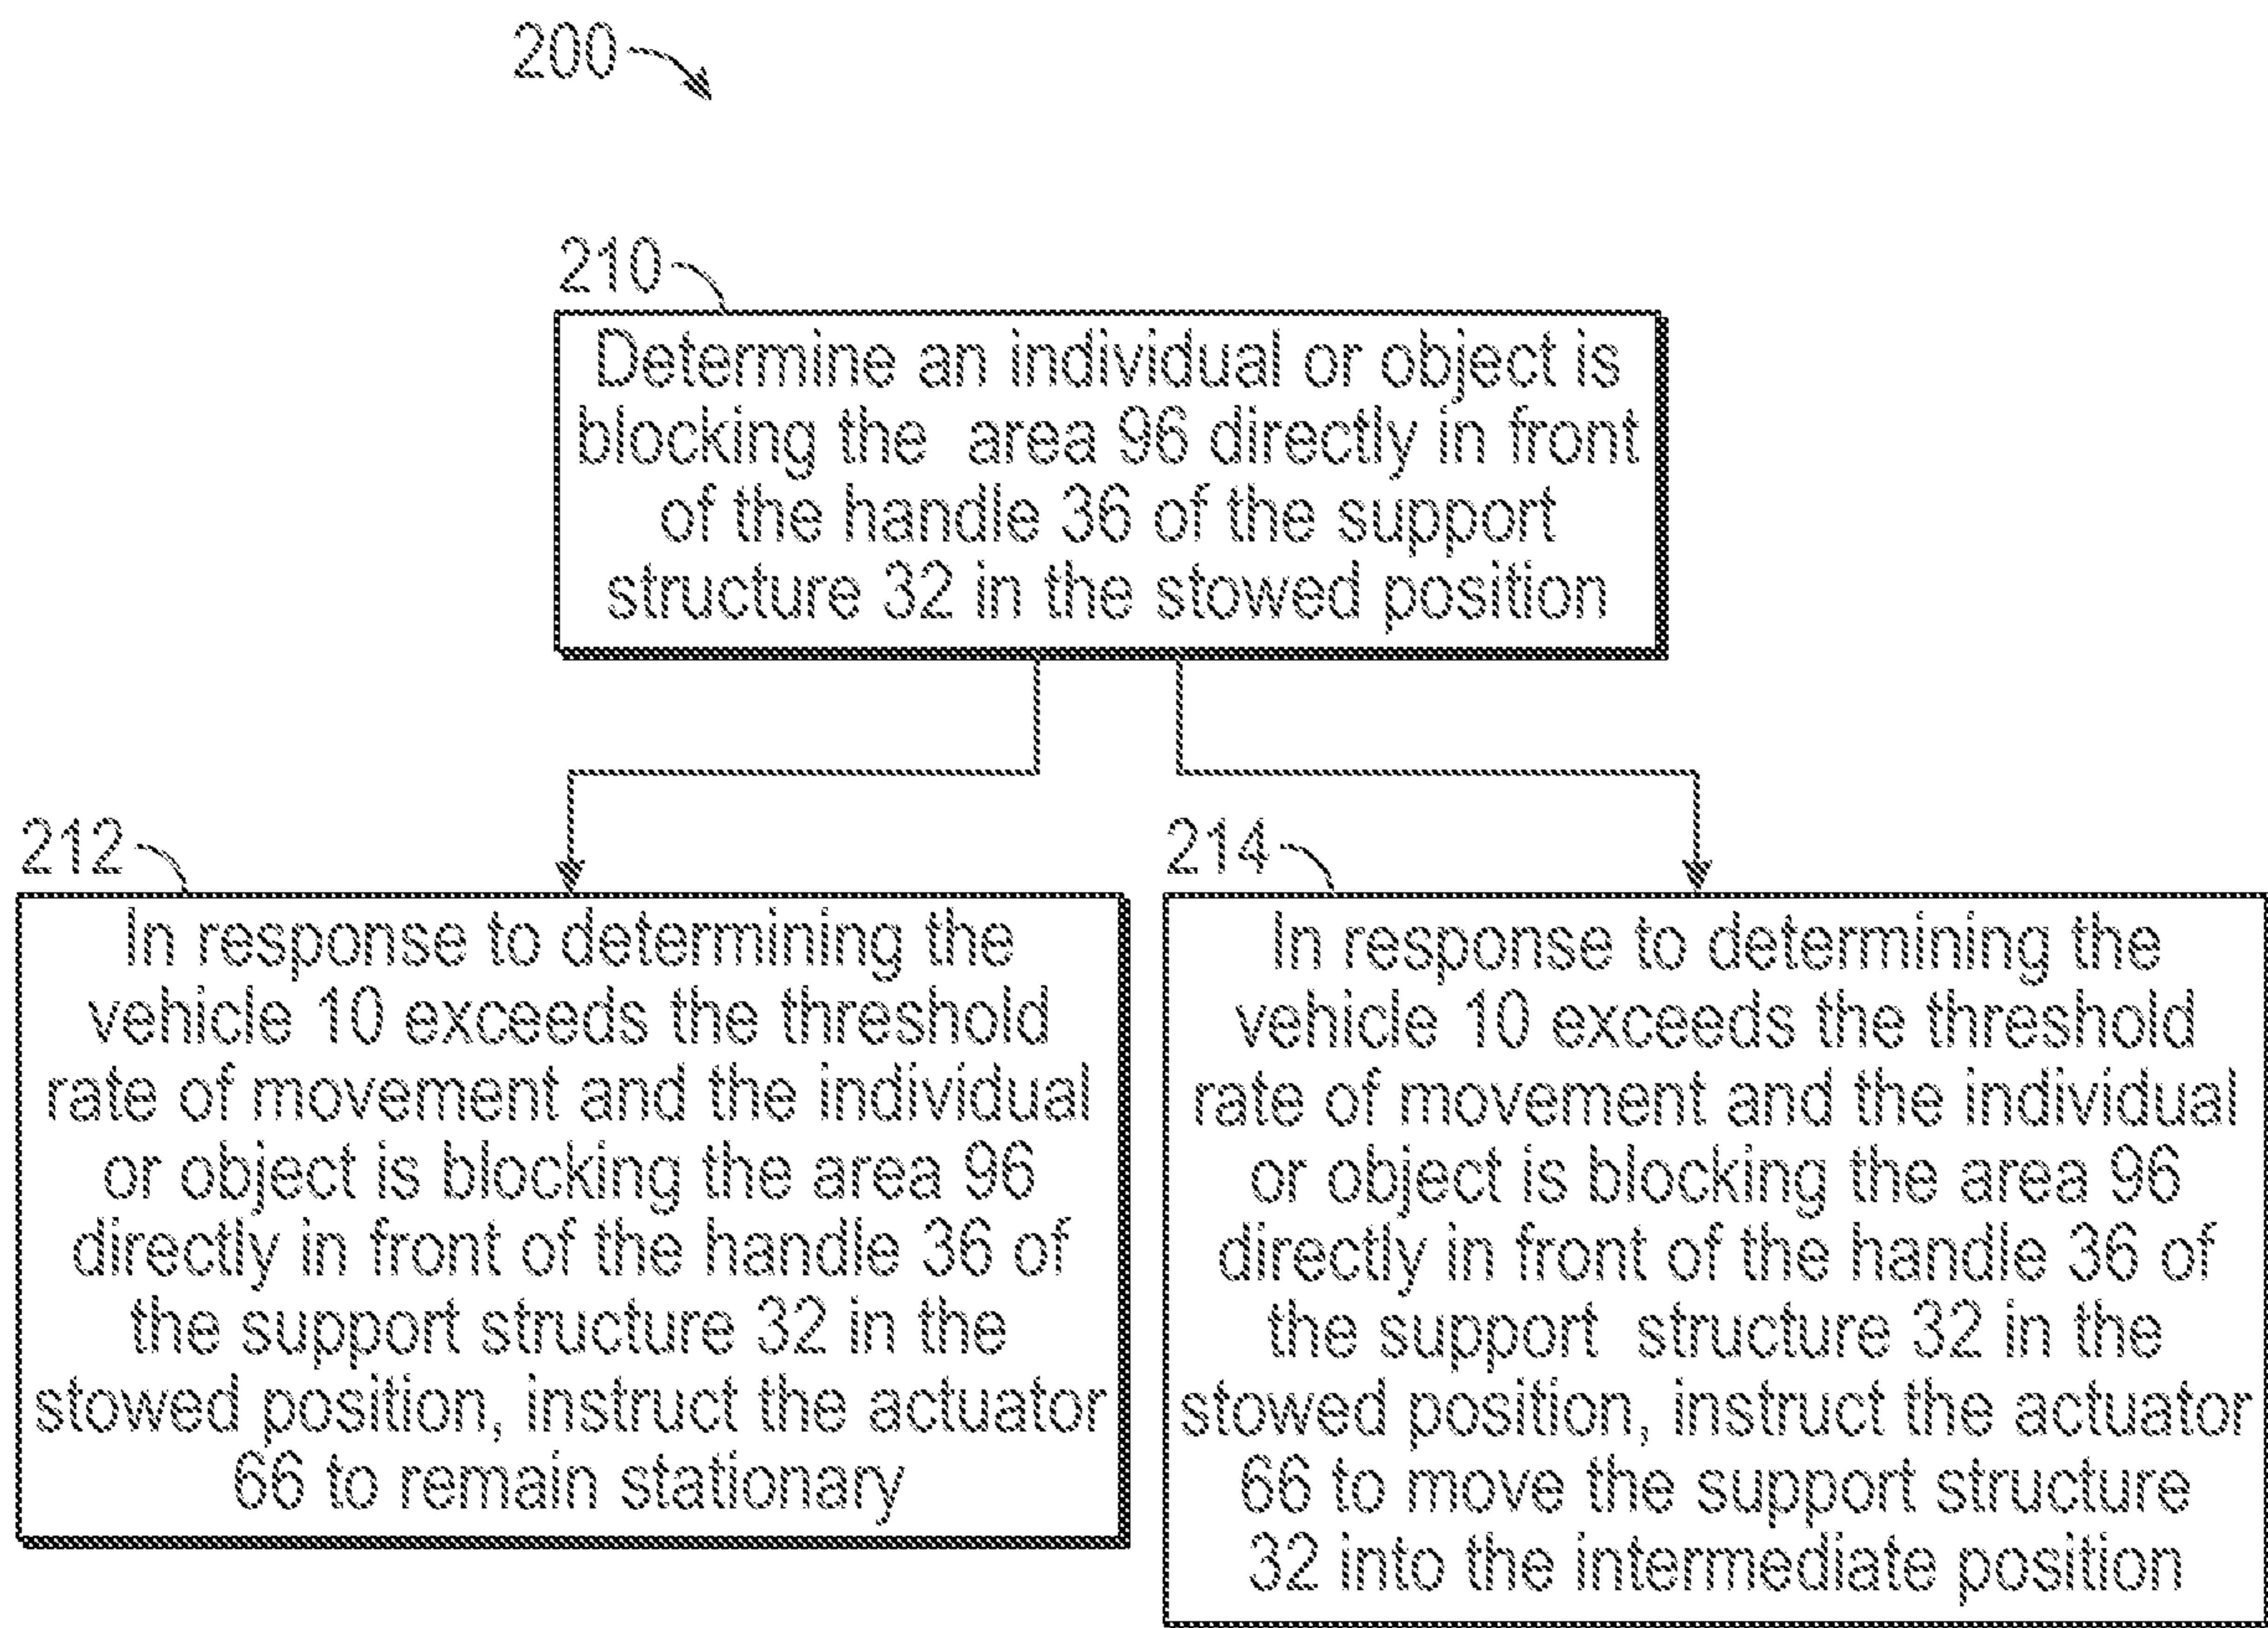 200
210
Determine an individual or object is
blocking the area 96 directly in front
of the handle 36 of the support
structure 32 in the stowed position
212
In response to determining the
vehicle 10 exceeds the threshold
rate of movement and the individual
or object is blocking the area 96
directly in front of the handle 36 of
the support structure 32 in the
stowed position, instruct the actuator
66 to remain stationary
214
In response to determining the
vehicle 10 exceeds the threshold
rate of movement and the individual
or object is blocking the area 96
directly in front of the handle 36 of
the support structure 32 in the
stowed position, instruct the actuator
66 to move the support structure
32 into the intermediate position